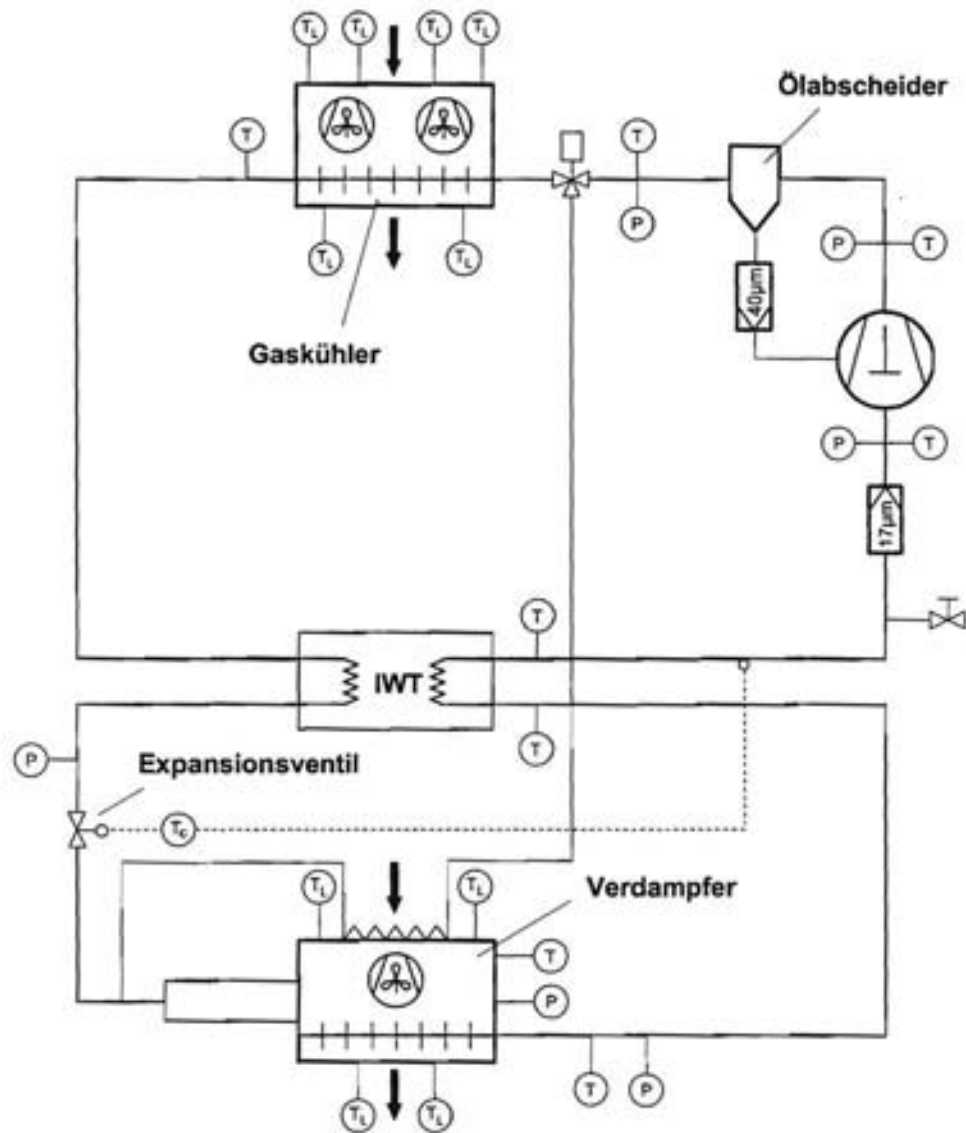 T_L T_L T_L T_L
Ölabscheider
T
T
P
T_L T_L
P T
40µm
Gaskühler
P T
17µm
T
IWT
T
P
Expansionsventil
T_c
T_L T_L
Verdampfer
T
P
T P
T_L T_L